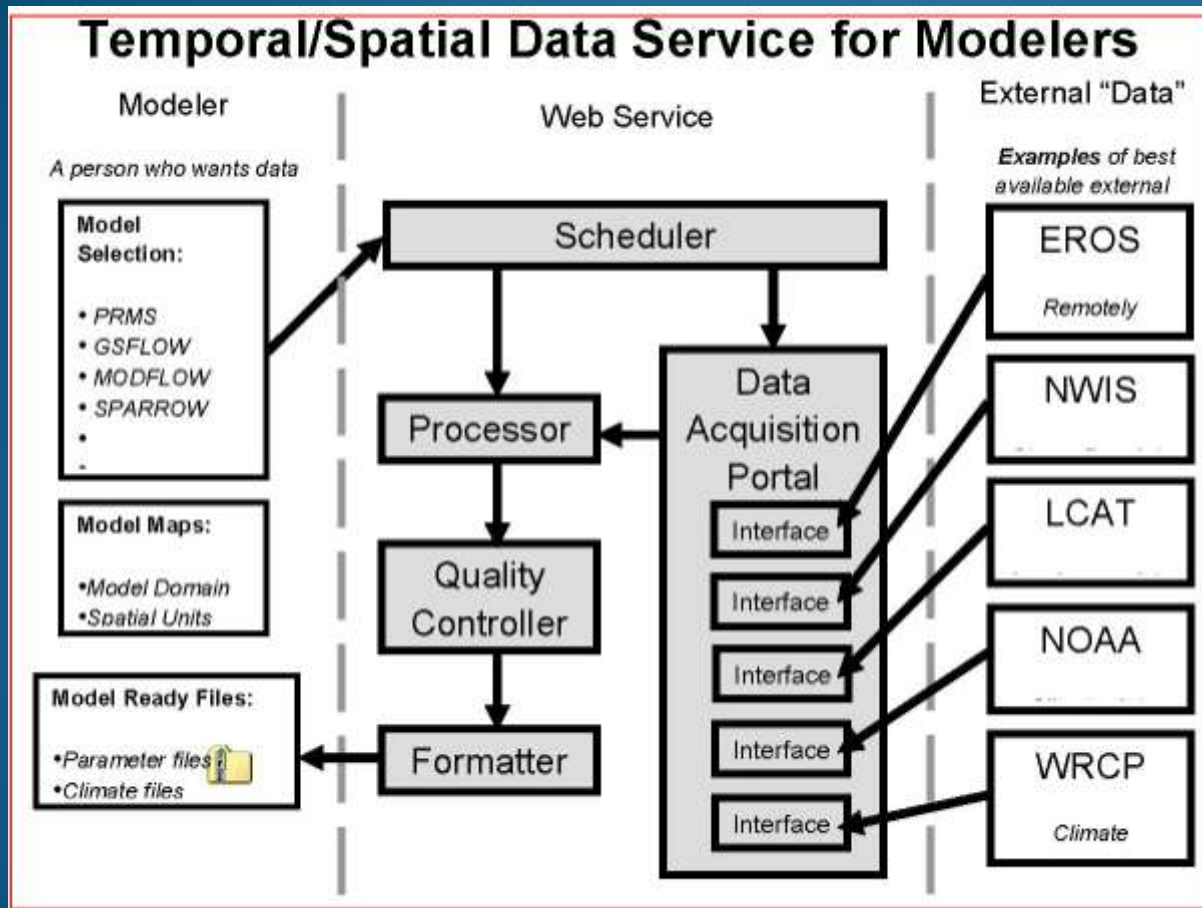 Temporal/Spatial Data Service for Modelers
Modeler
A person who wants data
Model
Selection:
• PRMS
• GSFLOW
• MODFLOW
• SPARROW
•
-
Model Maps:
•Model Domain
•Spatial Units
Model Ready Files:
•Parameter files
•Climate files
Web Service
Scheduler
Processor
Quality
Controller
Formatter
Data
Acquisition
Portal
Interface
Interface
Interface
Interface
Interface
External “Data”
Examples of best
available external
EROS
Remotely
NWIS
LCAT
NOAA
WRCP
Climate